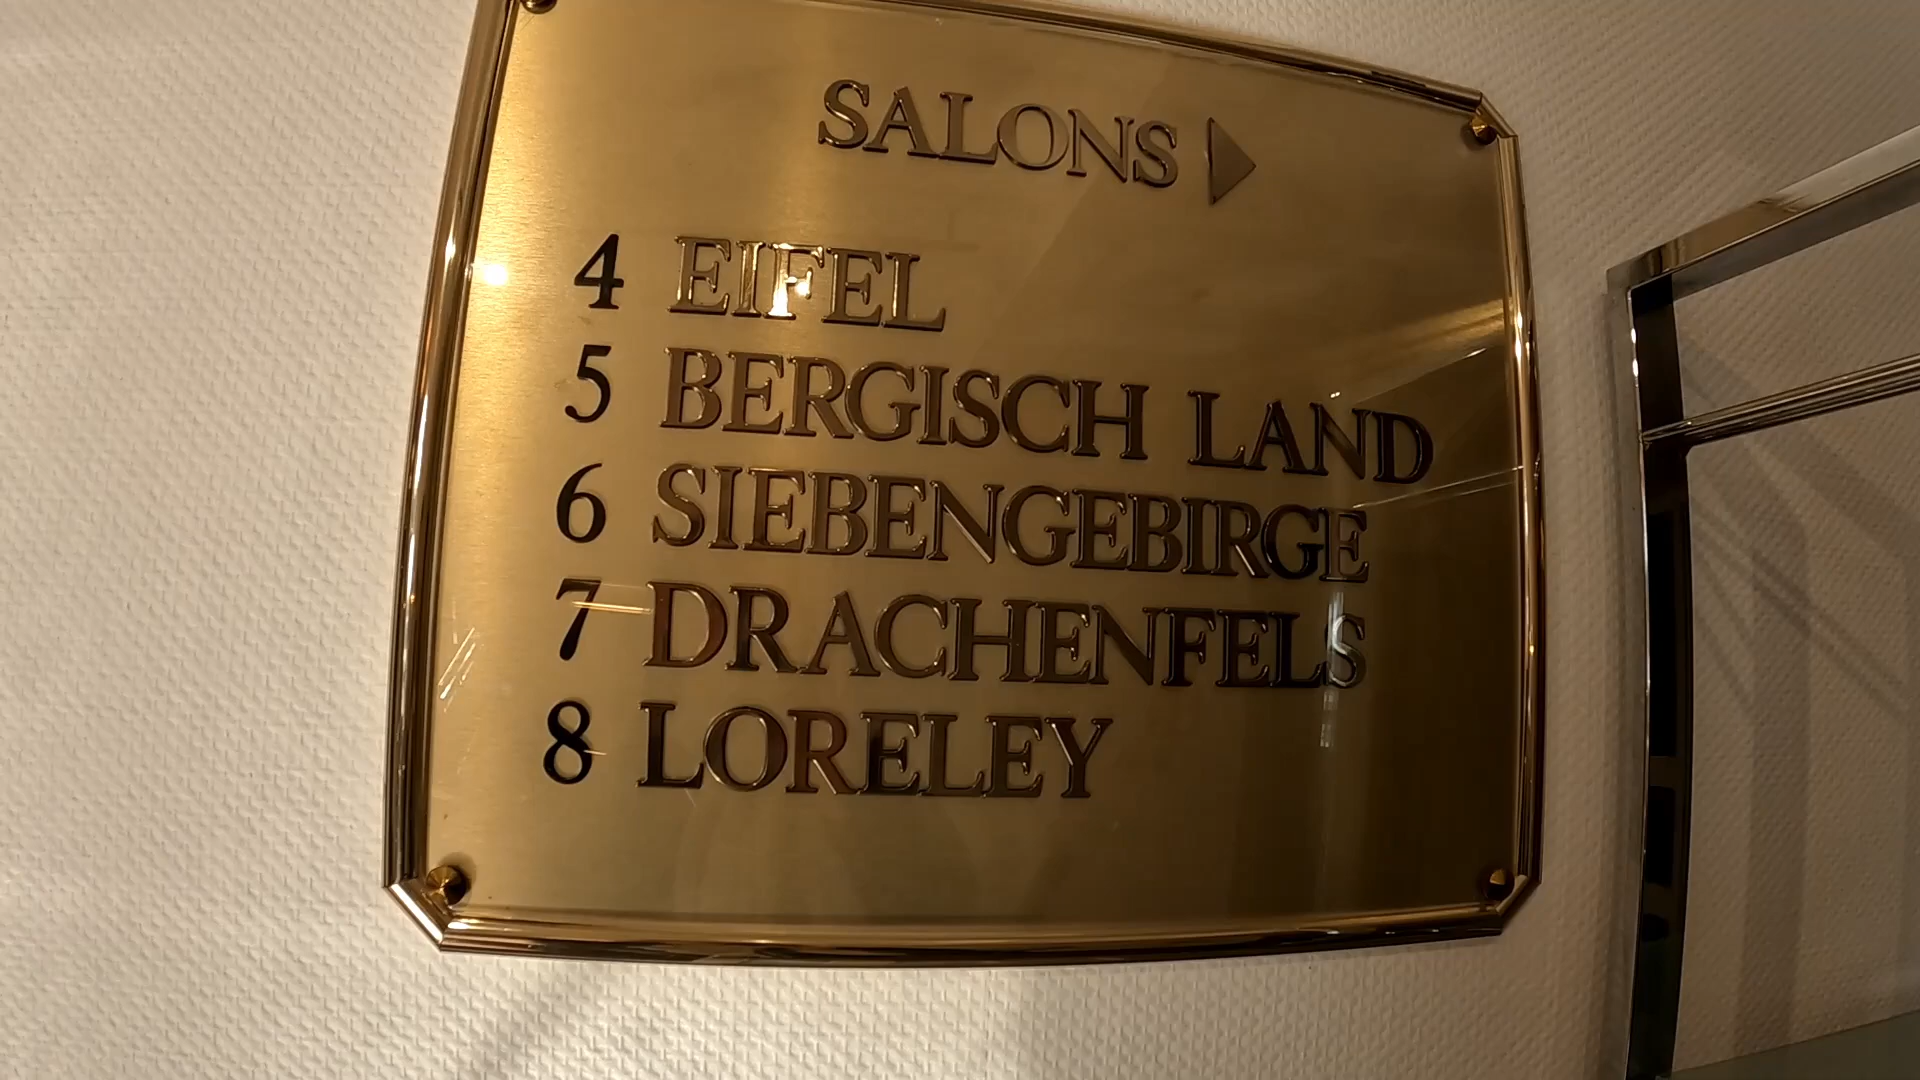 SALONS ▶
4 EIFEL
5 BERGISCH LAND
6 SIEBENGEBIRGE
7 DRACHENFELS
8 LORELEY